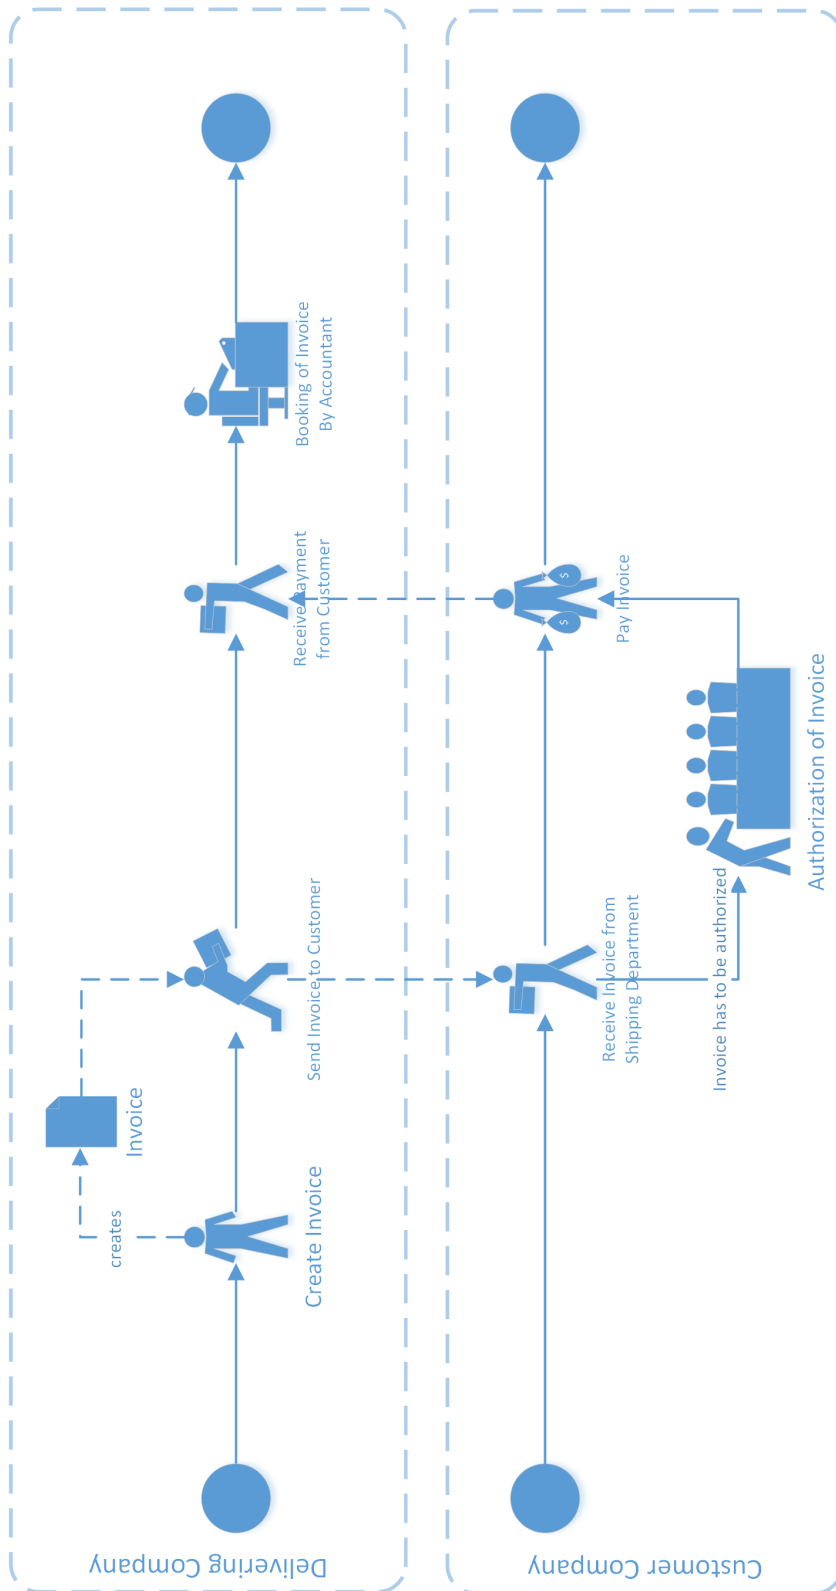 Delivering Company
creates
Invoice
Create Invoice
Send Invoice to Customer
Receive Payment
from Customer
Booking of Invoice
By Accountant
Customer Company
Receive Invoice from
Shipping Department
Invoice has to be authorized
Authorization of Invoice
Pay Invoice
$
$